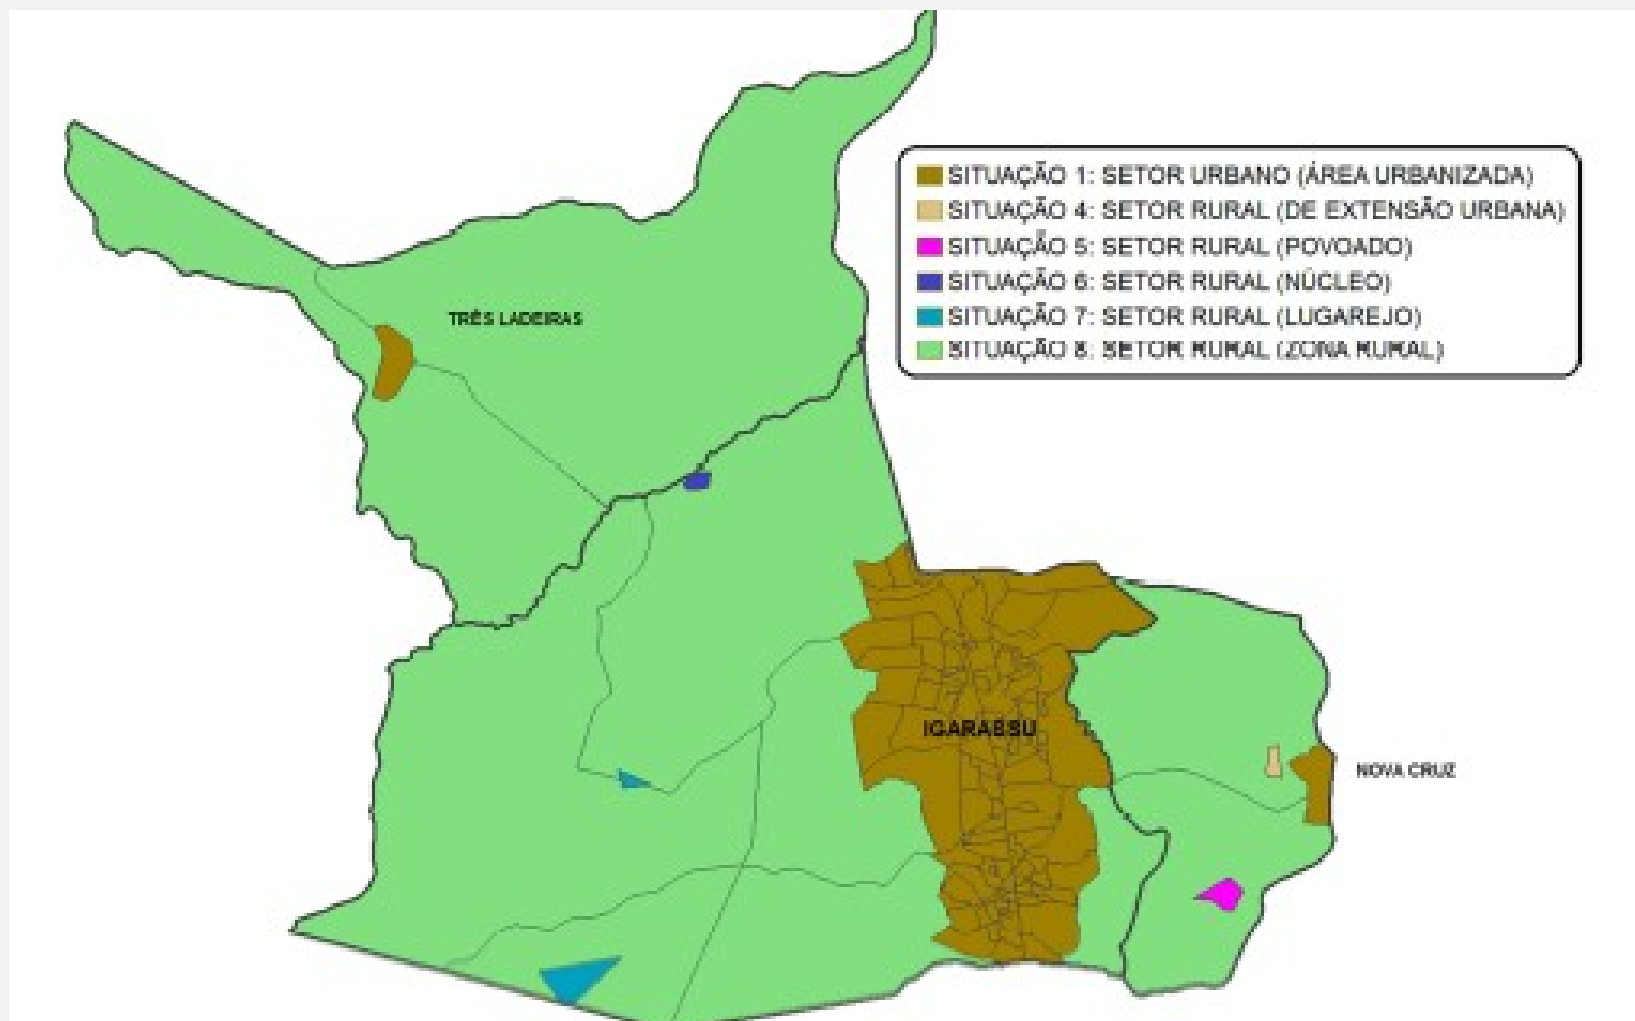 SITUAÇÃO 1: SETOR URBANO (ÁREA URBANIZADA)
SITUAÇÃO 4: SETOR RURAL (DE EXTENSÃO URBANA)
SITUAÇÃO 5: SETOR RURAL (POVOADO)
SITUAÇÃO 6: SETOR RURAL (NÚCLEO)
SITUAÇÃO 7: SETOR RURAL (LUGAREJO)
SITUAÇÃO 8: SETOR RURAL (ZONA RURAL)
TRÊS LADEIRAS
IGARASSU
NOVA CRUZ